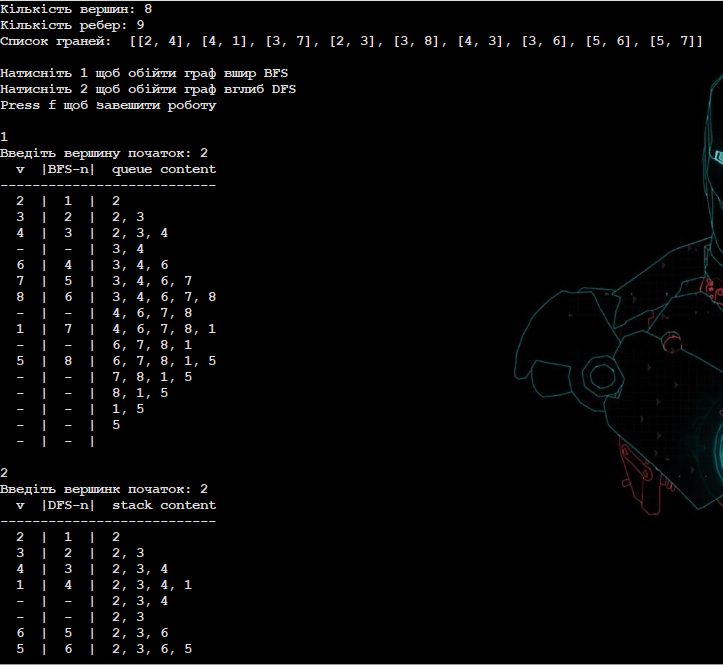 Кількість вершин: 8
Кількість ребер: 9
Список граней:  [[2, 4], [4, 1], [3, 7], [2, 3], [3, 8], [4, 3], [3, 6], [5, 6], [5, 7]]
Натисніть 1 щоб обійти граф вшир BFS
Натисніть 2 щоб обійти граф вглиб DFS
Press f щоб завешити роботу
1
Введіть вершину початок: 2
  v  |BFS-n|  queue content
---------------------------
  2  |  1  |  2
  3  |  2  |  2, 3
  4  |  3  |  2, 3, 4
  -  |  -  |  3, 4
  6  |  4  |  3, 4, 6
  7  |  5  |  3, 4, 6, 7
  8  |  6  |  3, 4, 6, 7, 8
  -  |  -  |  4, 6, 7, 8
  1  |  7  |  4, 6, 7, 8, 1
  -  |  -  |  6, 7, 8, 1
  5  |  8  |  6, 7, 8, 1, 5
  -  |  -  |  7, 8, 1, 5
  -  |  -  |  8, 1, 5
  -  |  -  |  1, 5
  -  |  -  |  5
  -  |  -  |
2
Введіть вершинк початок: 2
  v  |DFS-n|  stack content
---------------------------
  2  |  1  |  2
  3  |  2  |  2, 3
  4  |  3  |  2, 3, 4
  1  |  4  |  2, 3, 4, 1
  -  |  -  |  2, 3, 4
  -  |  -  |  2, 3
  6  |  5  |  2, 3, 6
  5  |  6  |  2, 3, 6, 5